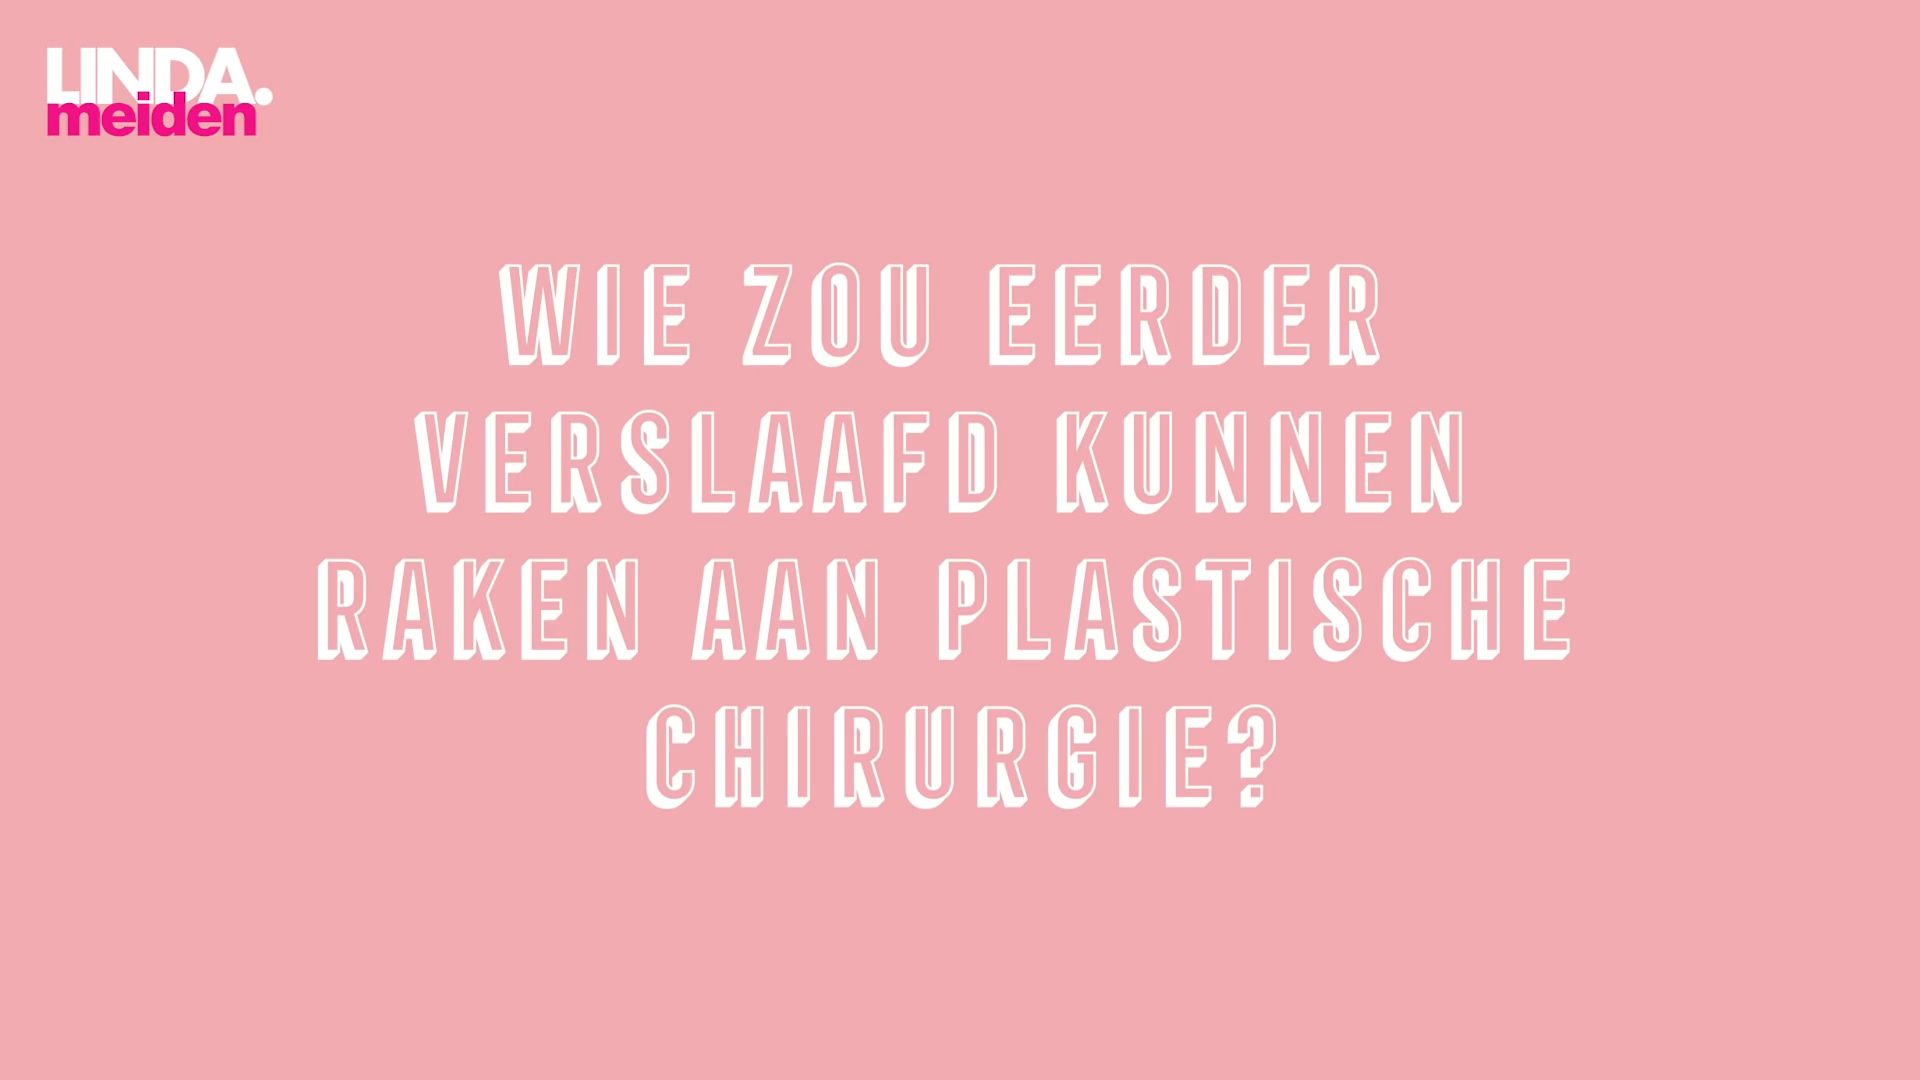 LINDA.
meiden
WIE ZOU EERDER
VERSLAAFD KUNNEN
RAKEN AAN PLASTISCHE
CHIRURGIE?